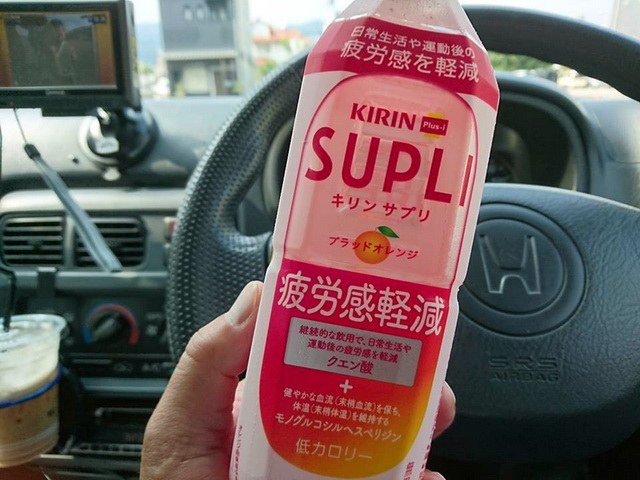 日常生活や運動後の
疲労感を軽減
KIRIN Plus-i
SUPLI
キリン サプリ
ブラッドオレンジ
疲労感軽減
継続的な飲用で、日常生活や
運動後の疲労感を軽減
クエン酸
+
健やかな血流（末梢血流）を保ち、
体温（末梢体温）を維持する
モノグルコシルヘスペリジン
低カロリー
SRS
AIRBAG